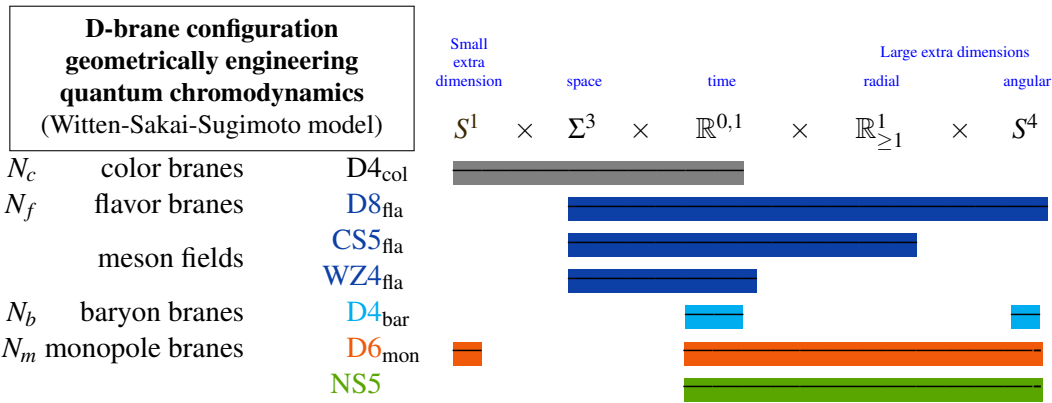 D-brane configuration
geometrically engineering
quantum chromodynamics
(Witten-Sakai-Sugimoto model)
Small
extra
dimension
space
time
Large extra dimensions
radial
angular
S¹ × Σ³ × ℝ⁰,¹ × ℝ¹≥1 × S⁴
N_c color branes D4_col
N_f flavor branes D8_fla
meson fields CS5_fla
WZ4_fla
N_b baryon branes D4_bar
N_m monopole branes D6_mon
NS5